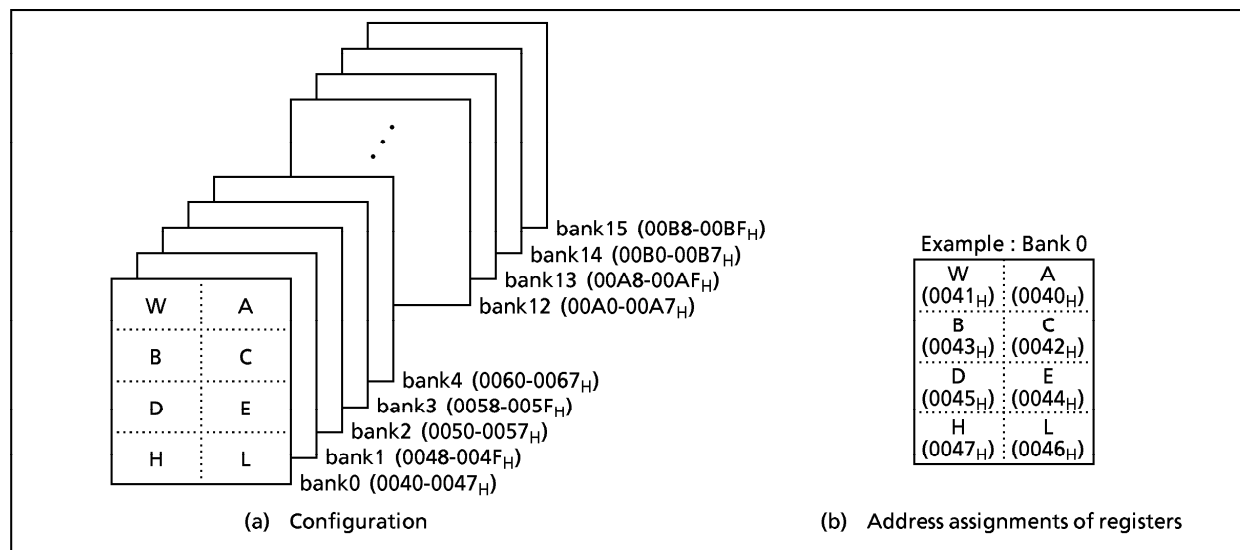 bank15 (00B8-00BFH)
bank14 (00B0-00B7H)
bank13 (00A8-00AFH)
bank12 (00A0-00A7H)
bank4 (0060-0067H)
bank3 (0058-005FH)
bank2 (0050-0057H)
bank1 (0048-004FH)
bank0 (0040-0047H)
W A
B C
D E
H L
(a) Configuration
Example : Bank 0
W A
(0041H) (0040H)
B C
(0043H) (0042H)
D E
(0045H) (0044H)
H L
(0047H) (0046H)
(b) Address assignments of registers